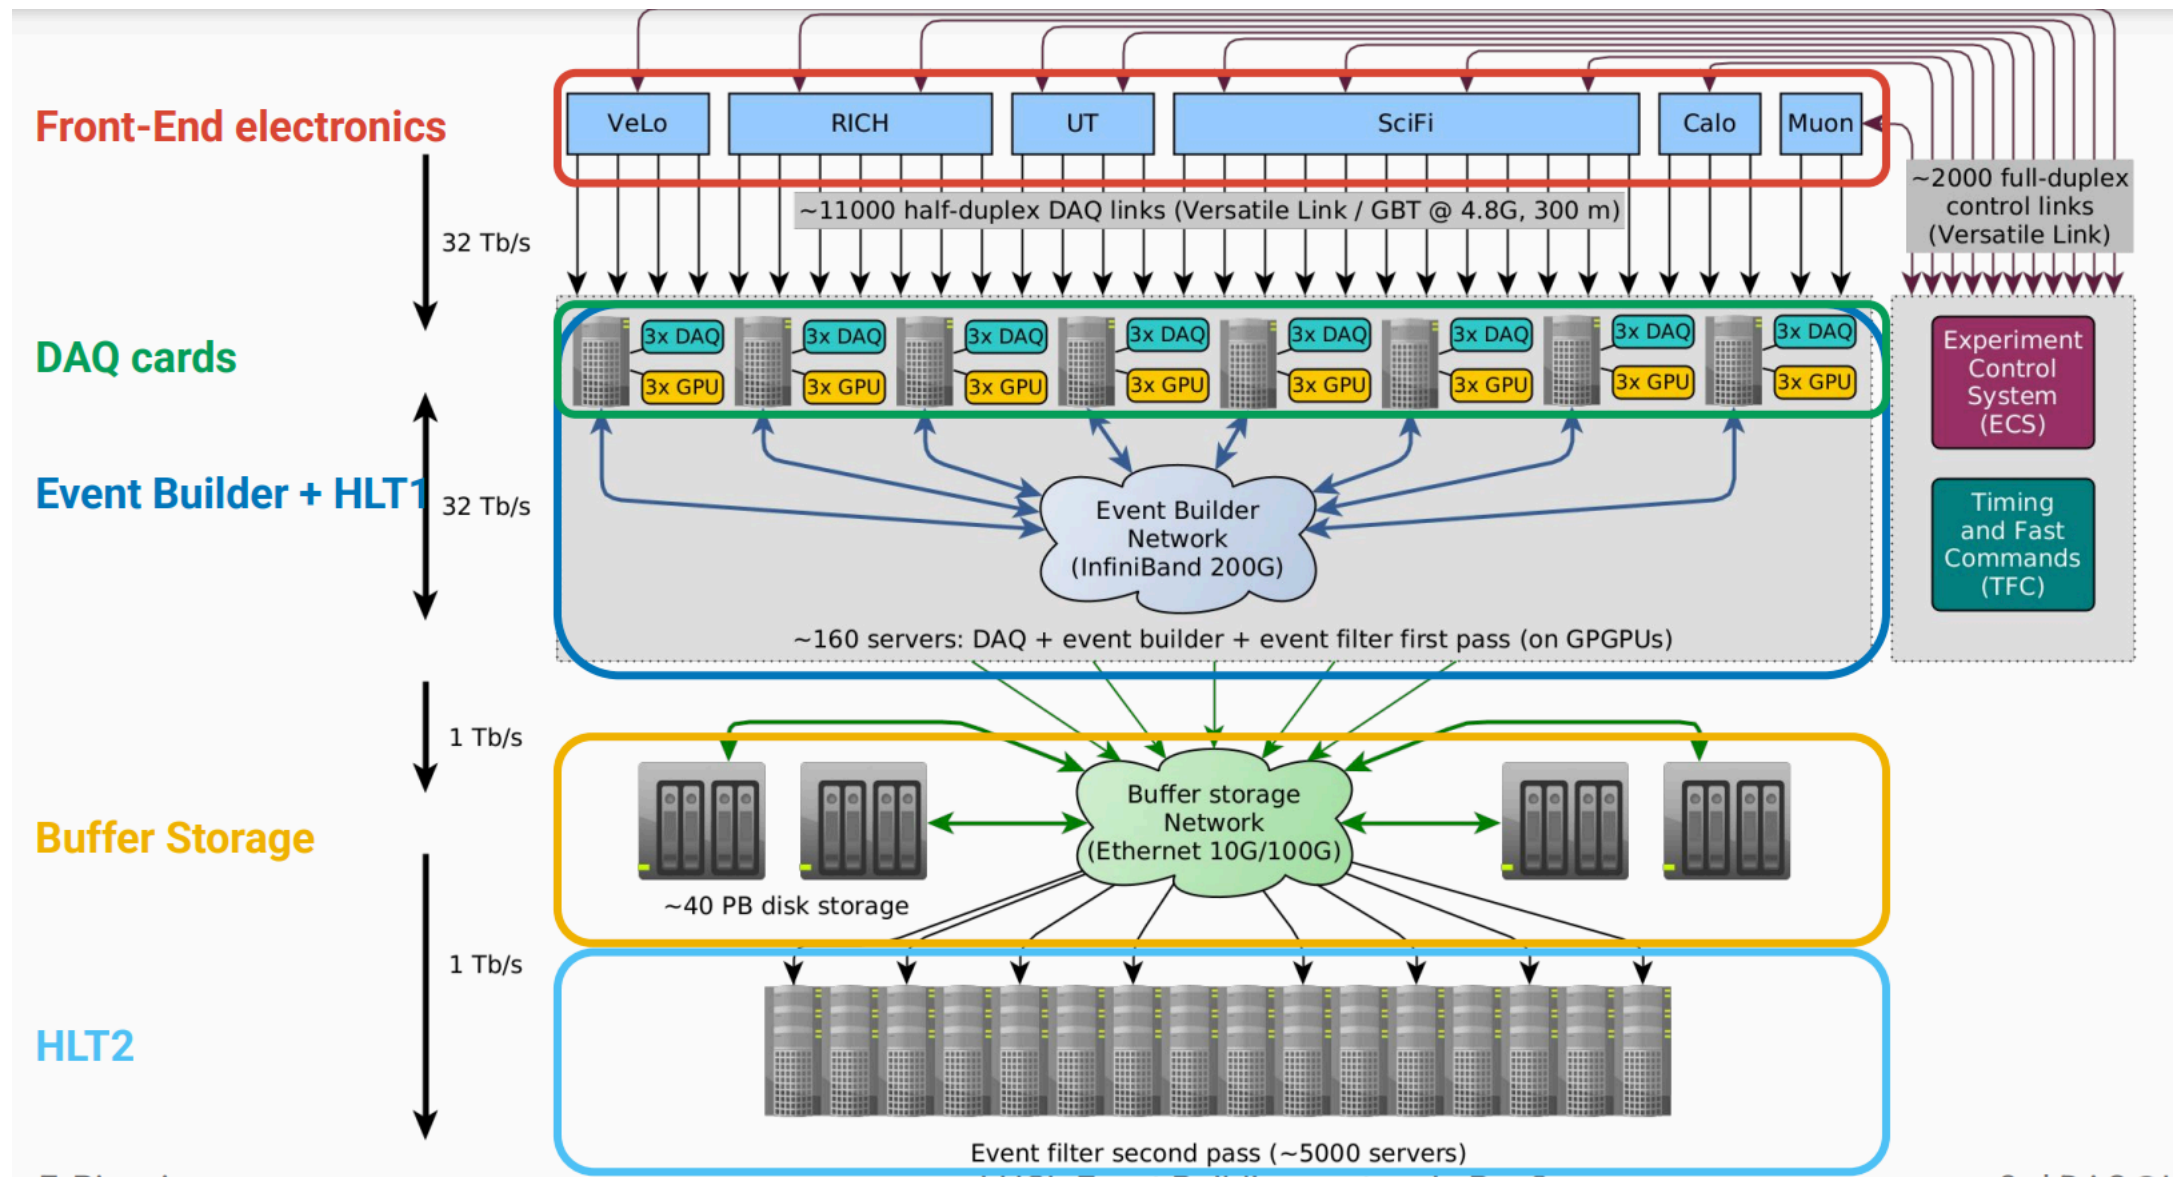 Front-End electronics
VeLo
RICH
UT
SciFi
Calo
Muon
~11000 half-duplex DAQ links (Versatile Link / GBT @ 4.8G, 300 m)
~2000 full-duplex
control links
(Versatile Link)
32 Tb/s
DAQ cards
3x DAQ
3x GPU
3x DAQ
3x GPU
3x DAQ
3x GPU
3x DAQ
3x GPU
3x DAQ
3x GPU
3x DAQ
3x GPU
3x DAQ
3x GPU
3x DAQ
3x GPU
Experiment
Control
System
(ECS)
Event Builder + HLT1
32 Tb/s
Event Builder
Network
(InfiniBand 200G)
Timing
and Fast
Commands
(TFC)
~160 servers: DAQ + event builder + event filter first pass (on GPGPUs)
1 Tb/s
Buffer Storage
Buffer storage
Network
(Ethernet 10G/100G)
~40 PB disk storage
1 Tb/s
HLT2
Event filter second pass (~5000 servers)